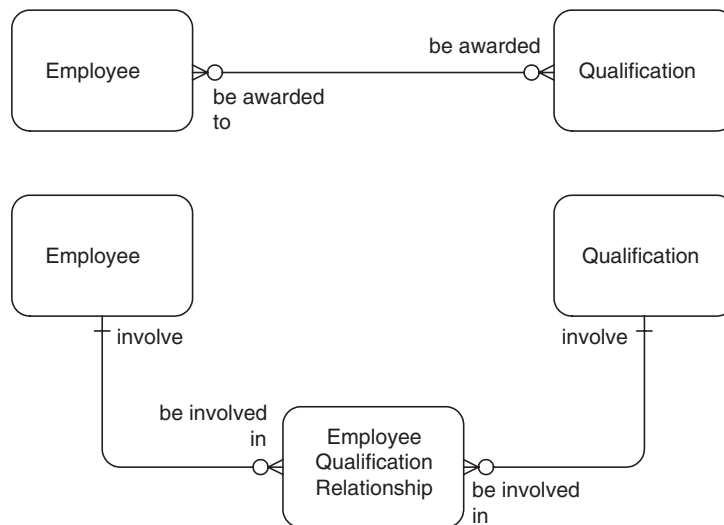 Employee
be awarded
to
be awarded
Qualification
Employee
Qualification
involve
involve
be involved
in
Employee
Qualification
Relationship
be involved
in